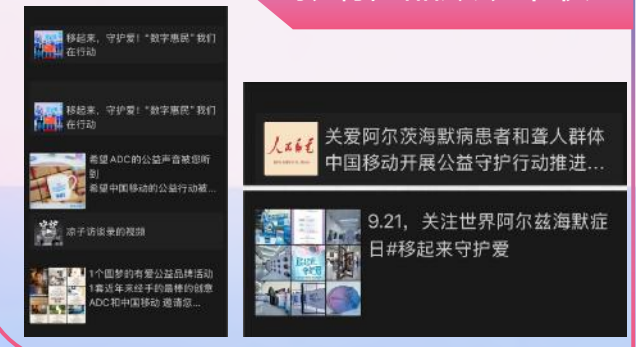 移起来，守护爱！“数字惠民”我们
在行动
移起来，守护爱！“数字惠民”我们
在行动
希望ADC的公益声音被您听
到
希望中国移动的公益行动被...
凉子访谈录的视频
1个圆梦的有爱公益品牌活动
1套近年来经手的最棒的创意
ADC和中国移动 邀请您...
关爱阿尔茨海默病患者和聋人群体
中国移动开展公益守护行动推进...
9.21，关注世界阿尔兹海默症
日#移起来守护爱